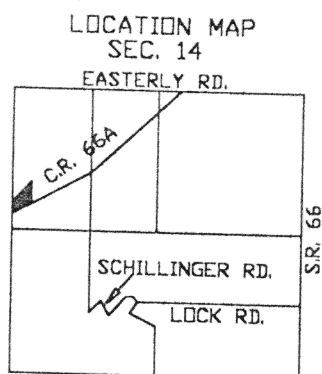 LOCATION MAP
SEC. 14
EASTERLY RD.
C.R. 66A
S.R. 66
SCHILLINGER RD.
LOCK RD.